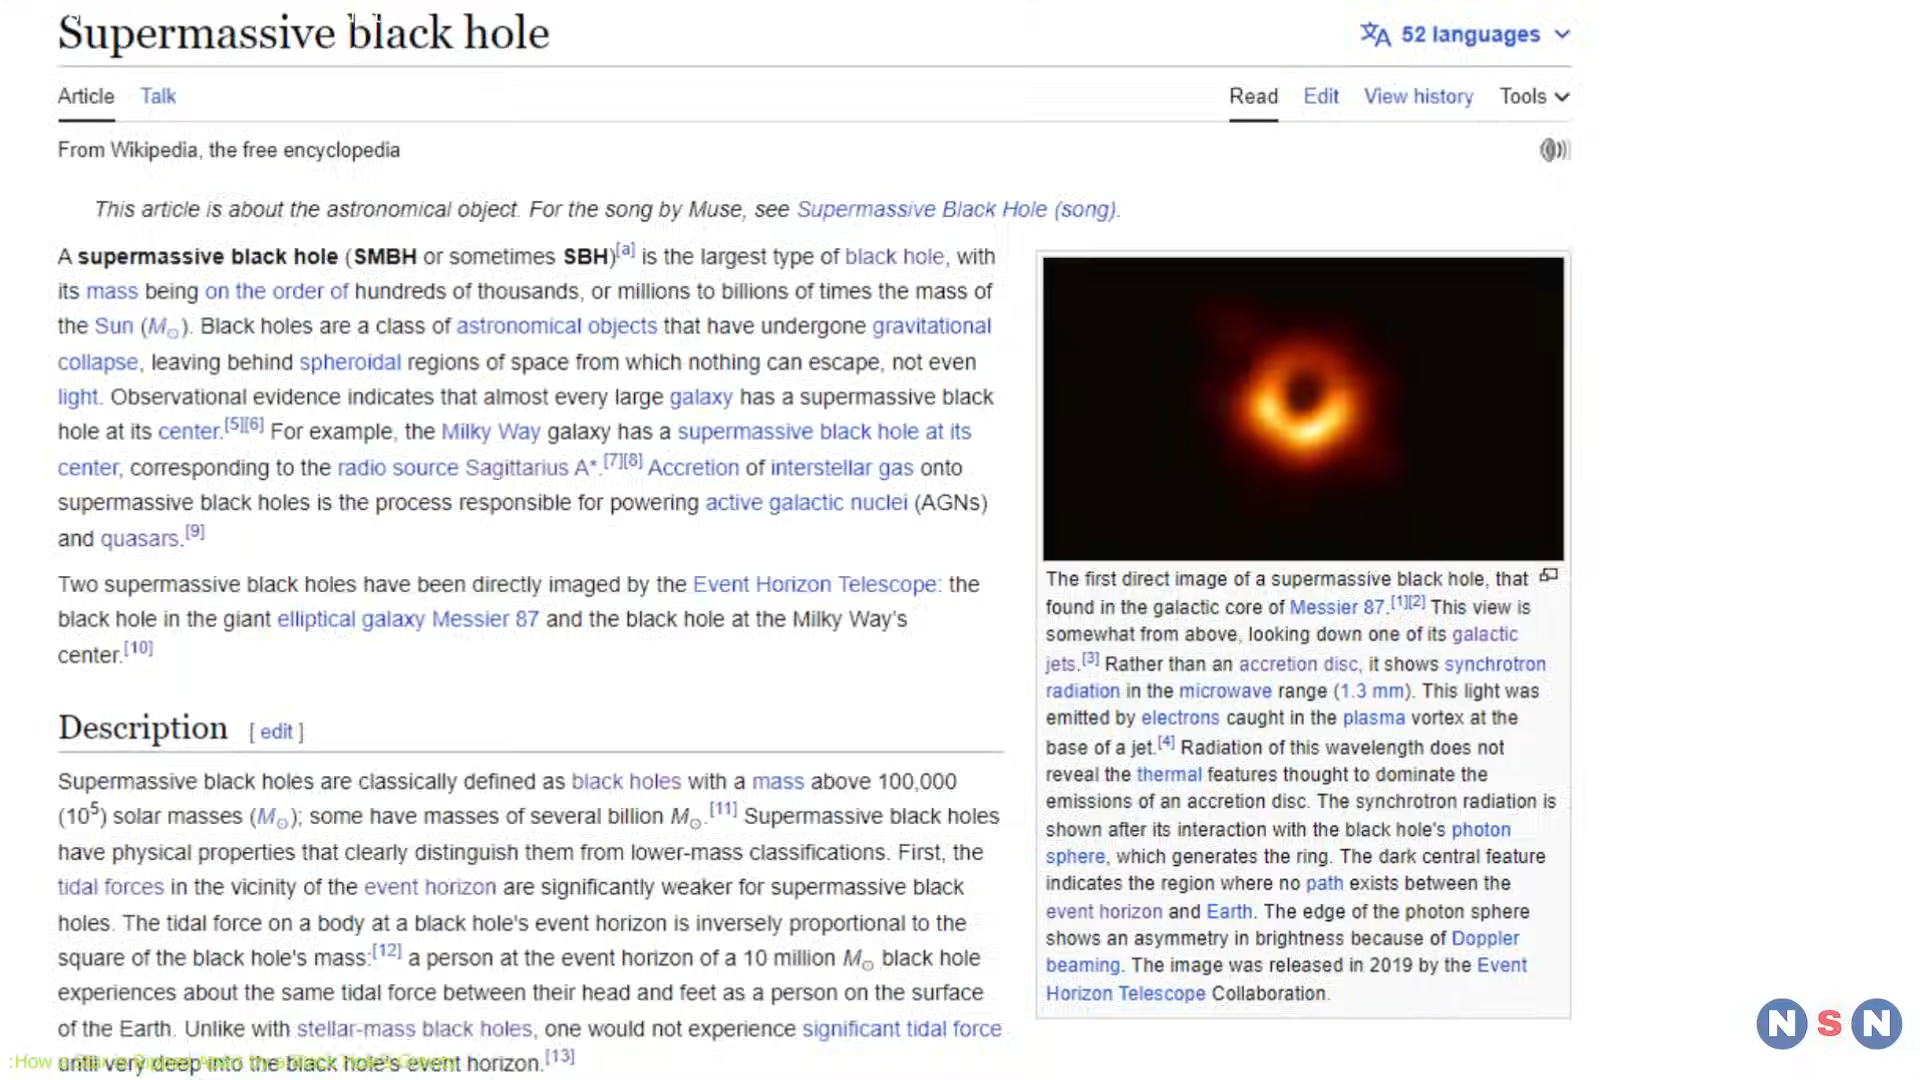 Supermassive black hole
52 languages
Article Talk
Read Edit View history Tools
From Wikipedia, the free encyclopedia
This article is about the astronomical object. For the song by Muse, see Supermassive Black Hole (song).
A supermassive black hole (SMBH or sometimes SBH)[a] is the largest type of black hole, with
its mass being on the order of hundreds of thousands, or millions to billions of times the mass of
the Sun (M☉). Black holes are a class of astronomical objects that have undergone gravitational
collapse, leaving behind spheroidal regions of space from which nothing can escape, not even
light. Observational evidence indicates that almost every large galaxy has a supermassive black
hole at its center.[5][6] For example, the Milky Way galaxy has a supermassive black hole at its
center, corresponding to the radio source Sagittarius A*.[7][8] Accretion of interstellar gas onto
supermassive black holes is the process responsible for powering active galactic nuclei (AGNs)
and quasars.[9]
Two supermassive black holes have been directly imaged by the Event Horizon Telescope: the
black hole in the giant elliptical galaxy Messier 87 and the black hole at the Milky Way's
center.[10]
Description [ edit ]
Supermassive black holes are classically defined as black holes with a mass above 100,000
(10⁵) solar masses (M☉); some have masses of several billion M☉.[11] Supermassive black holes
have physical properties that clearly distinguish them from lower-mass classifications. First, the
tidal forces in the vicinity of the event horizon are significantly weaker for supermassive black
holes. The tidal force on a body at a black hole's event horizon is inversely proportional to the
square of the black hole's mass:[12] a person at the event horizon of a 10 million M☉ black hole
experiences about the same tidal force between their head and feet as a person on the surface
of the Earth. Unlike with stellar-mass black holes, one would not experience significant tidal force
until very deep into the black hole's event horizon.[13]
The first direct image of a supermassive black hole, that
found in the galactic core of Messier 87.[1][2] This view is
somewhat from above, looking down one of its galactic
jets.[3] Rather than an accretion disc, it shows synchrotron
radiation in the microwave range (1.3 mm). This light was
emitted by electrons caught in the plasma vortex at the
base of a jet.[4] Radiation of this wavelength does not
reveal the thermal features thought to dominate the
emissions of an accretion disc. The synchrotron radiation is
shown after its interaction with the black hole's photon
sphere, which generates the ring. The dark central feature
indicates the region where no path exists between the
event horizon and Earth. The edge of the photon sphere
shows an asymmetry in brightness because of Doppler
beaming. The image was released in 2019 by the Event
Horizon Telescope Collaboration.
:How a Star is Ripped Apart by a Black Hole's
NSN